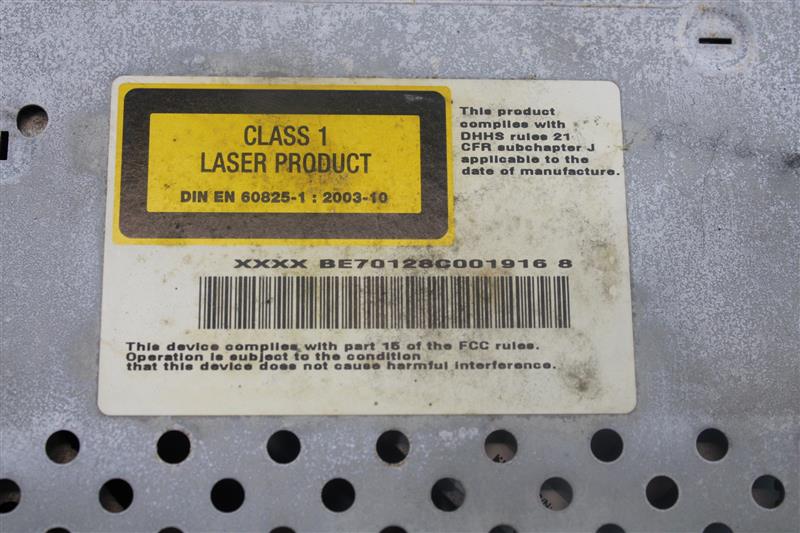 CLASS 1
LASER PRODUCT
DIN EN 60825-1 : 2003-10
This product
complies with
DHHS rules 21
CFR subchapter J
applicable to the
date of manufacture.
XXXX BE70128C001916 8
This device complies with part 15 of the FCC rules.
Operation is subject to the condition
that this device does not cause harmful interference.